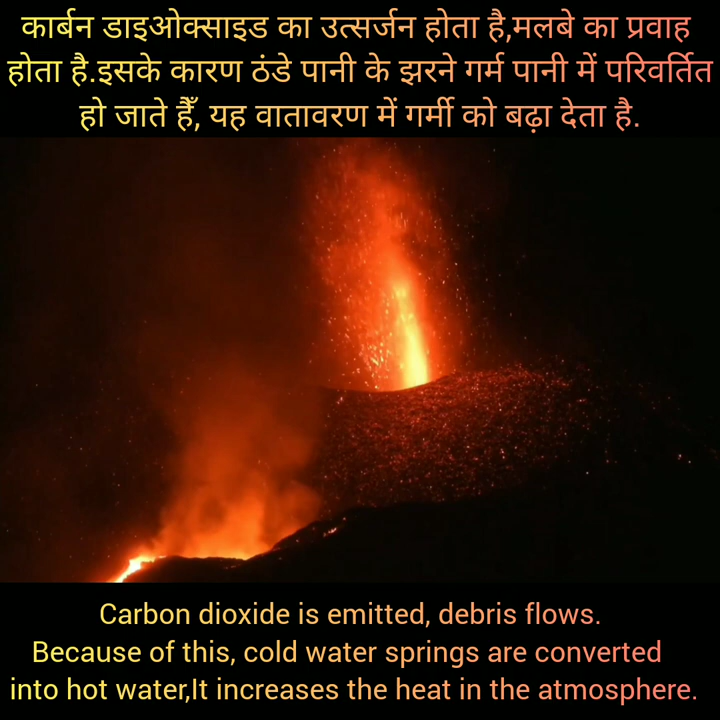 कार्बन डाइओक्साइड का उत्सर्जन होता है,मलबे का प्रवाह
होता है.इसके कारण ठंडे पानी के झरने गर्म पानी में परिवर्तित
हो जाते हैँ, यह वातावरण में गर्मी को बढ़ा देता है.
Carbon dioxide is emitted, debris flows.
Because of this, cold water springs are converted
into hot water,It increases the heat in the atmosphere.